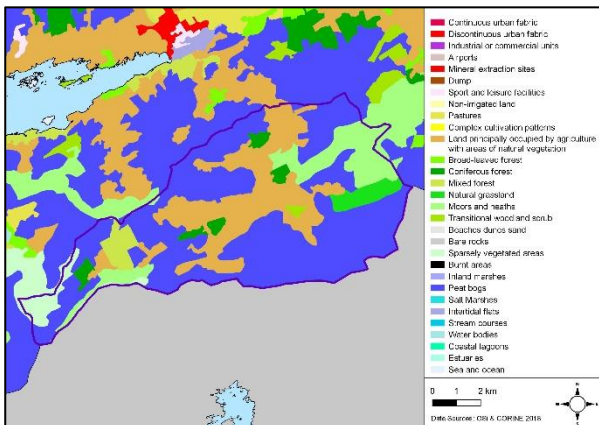 Continuous urban fabric
Discontinuous urban fabric
Industrial or commercial units
Airports
Mineral extraction sites
Dump
Sport and leisure facilities
Non-irrigated land
Pastures
Complex cultivation patterns
Land principally occupied by agriculture
with areas of natural vegetation
Broad-leaved forest
Coniferous forest
Mixed forest
Natural grassland
Moors and heaths
Transitional wood and scrub
Beaches dunes sand
Bare rocks
Sparsely vegetated areas
Burnt areas
Inland marshes
Peat bogs
Salt Marshes
Intertidal flats
Stream courses
Water bodies
Coastal lagoons
Estuaries
Sea and ocean
0 1 2 km
Data Sources: OSi & CORINE 2018